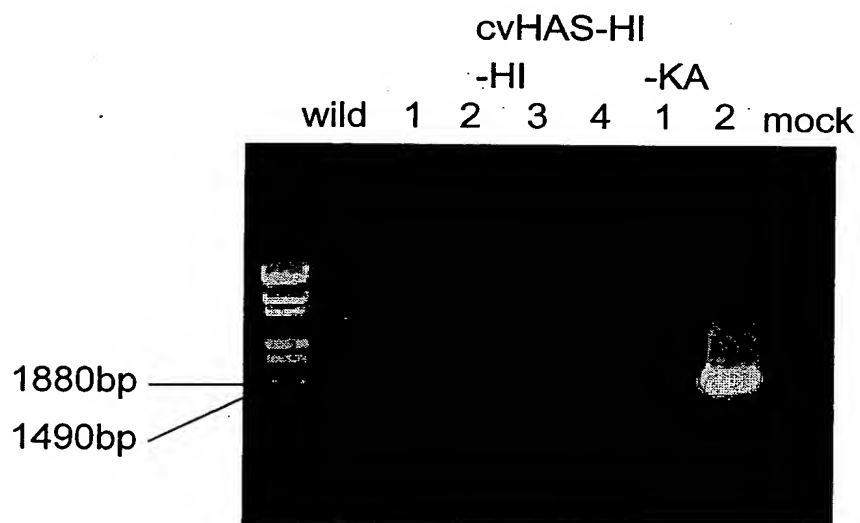 cvHAS-HI
-HI -KA
wild 1 2 3 4 1 2 mock
1880bp
1490bp